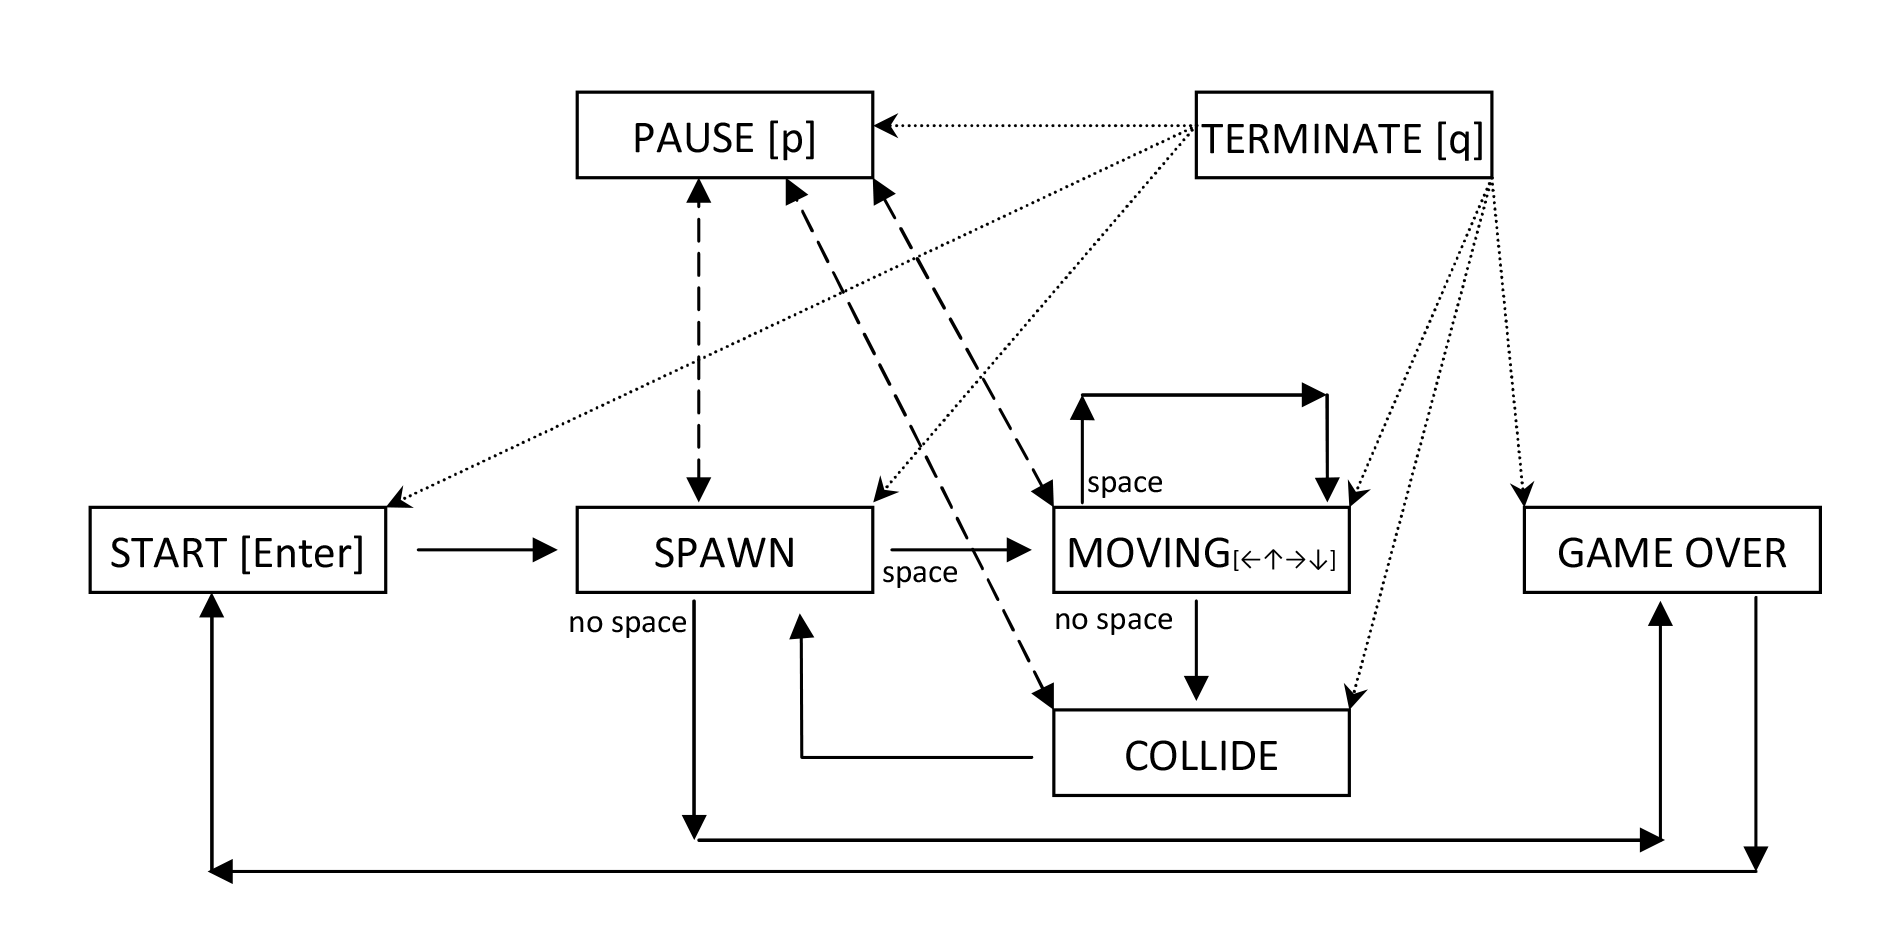 PAUSE [p]
TERMINATE [q]
space
START [Enter]
SPAWN
space
MOVING[←↑→↓]
GAME OVER
no space
no space
COLLIDE